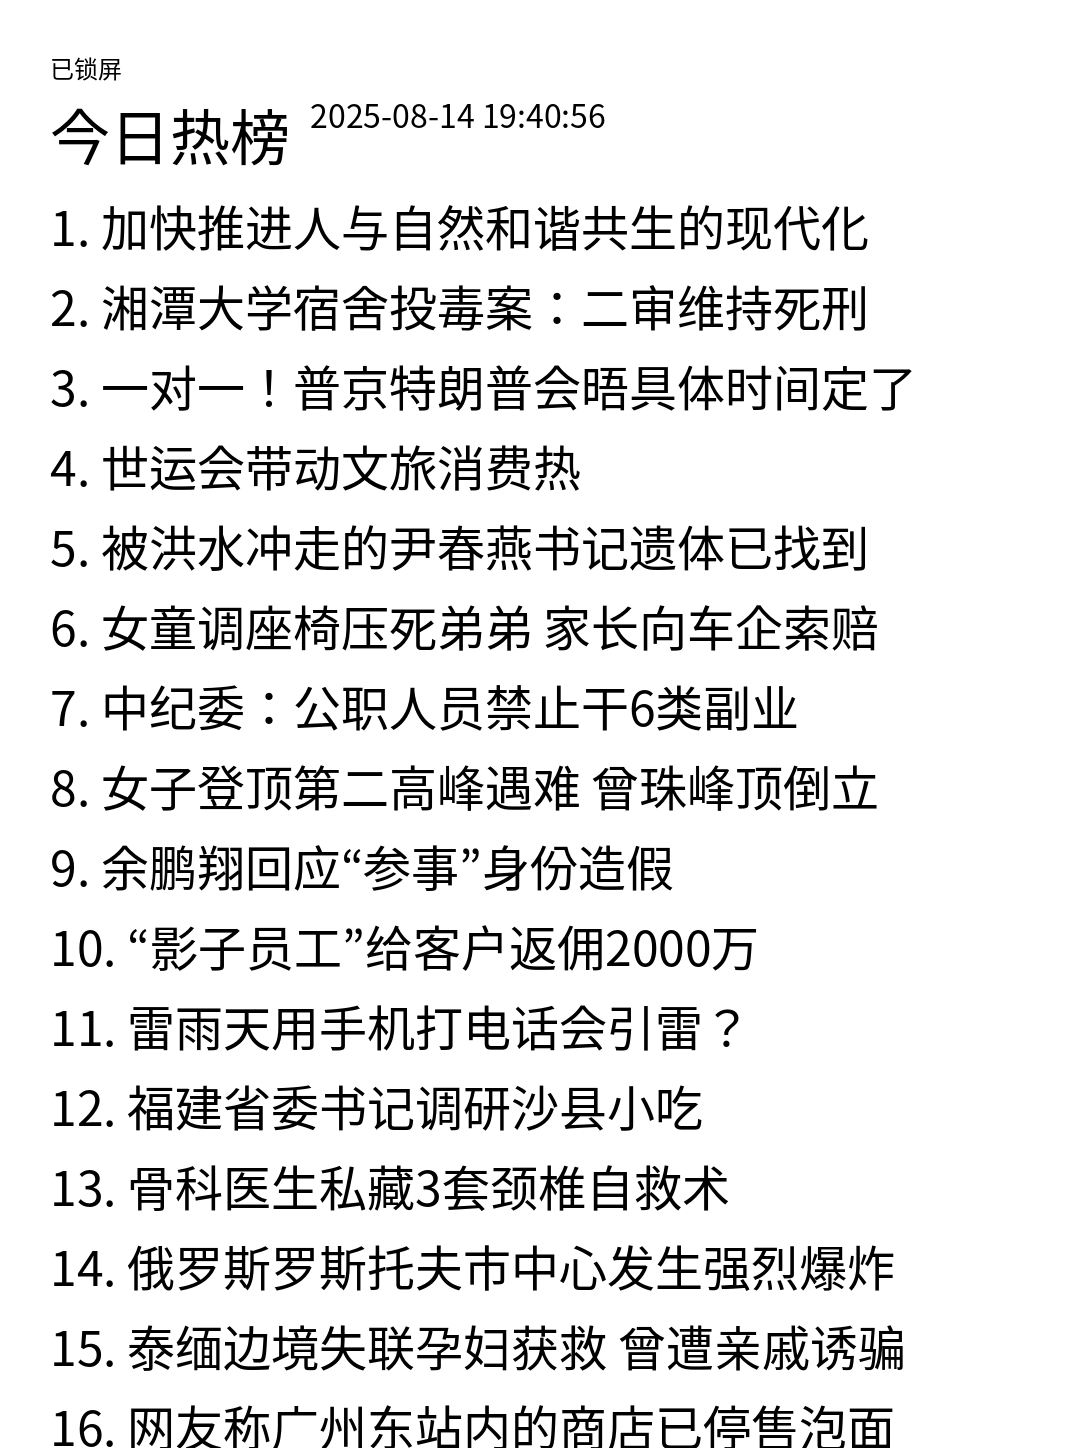 已锁屏
今日热榜 2025-08-14 19:40:56
1. 加快推进人与自然和谐共生的现代化
2. 湘潭大学宿舍投毒案：二审维持死刑
3. 一对一！普京特朗普会晤具体时间定了
4. 世运会带动文旅消费热
5. 被洪水冲走的尹春燕书记遗体已找到
6. 女童调座椅压死弟弟 家长向车企索赔
7. 中纪委：公职人员禁止干6类副业
8. 女子登顶第二高峰遇难 曾珠峰顶倒立
9. 余鹏翔回应“参事”身份造假
10. “影子员工”给客户返佣2000万
11. 雷雨天用手机打电话会引雷？
12. 福建省委书记调研沙县小吃
13. 骨科医生私藏3套颈椎自救术
14. 俄罗斯罗斯托夫市中心发生强烈爆炸
15. 泰缅边境失联孕妇获救 曾遭亲戚诱骗
16. 网友称广州东站内的商店已停售泡面